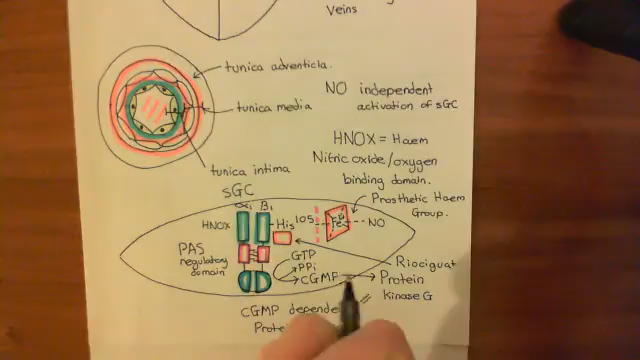 Veins
tunica adventicia.
tunica media
tunica intima
NO independent
activation of sGC
HNOX = Haem
Nitric oxide/oxygen
binding domain.
Prosthetic Haem
Group.
sGC
α1 β1
HNOX
His 105
Fe
NO
PAS
regulatory
domain
GTP
PPi
CGMP
Riociguat
Protein
Kinase G
CGMP